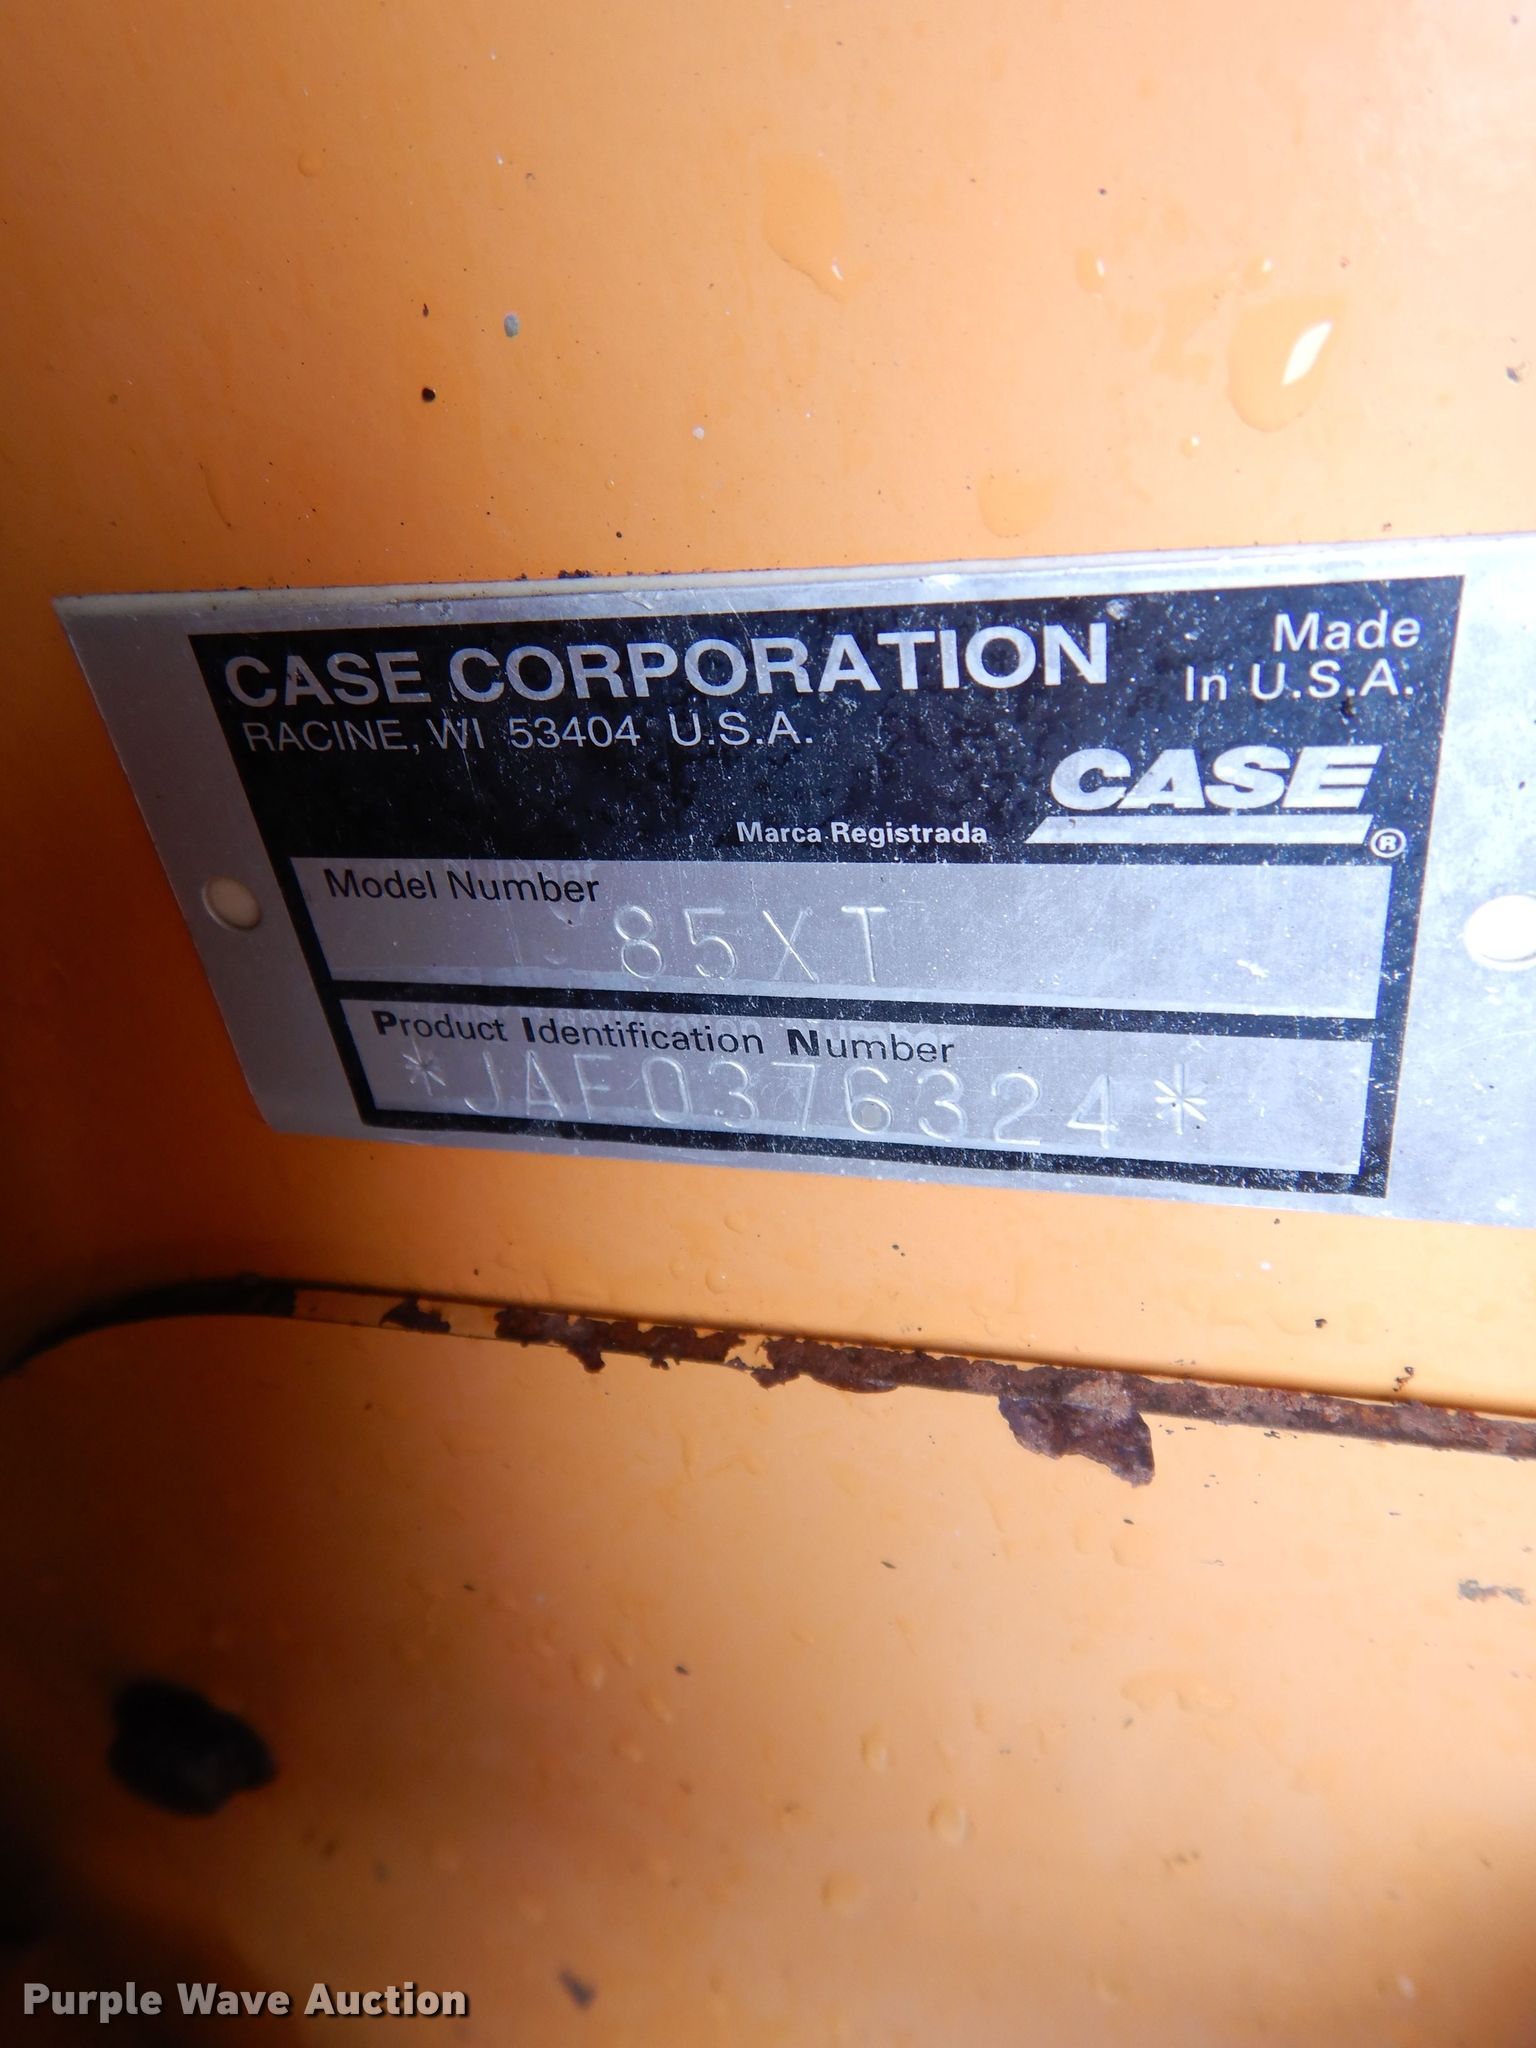 CASE CORPORATION
RACINE, WI 53404 U.S.A.
Made
In U.S.A.
CASE
Marca Registrada ®
Model Number
85XT
Product Identification Number
*JAF0376324*
Purple Wave Auction